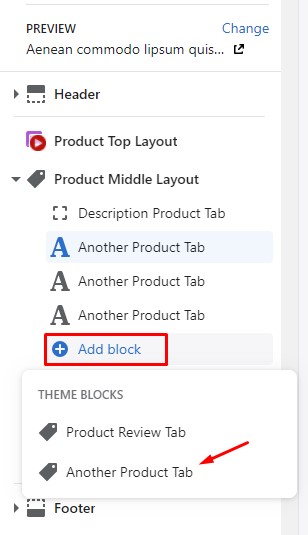 PREVIEW Change
Aenean commodo lipsum quis...
Header
Product Top Layout
Product Middle Layout
Description Product Tab
Another Product Tab
Another Product Tab
Another Product Tab
Add block
THEME BLOCKS
Product Review Tab
Another Product Tab
Footer